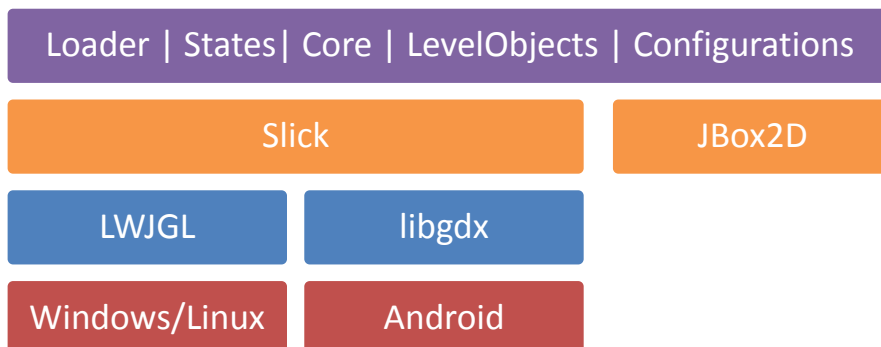 Loader | States| Core | LevelObjects | Configurations
Slick
JBox2D
LWJGL
libgdx
Windows/Linux
Android